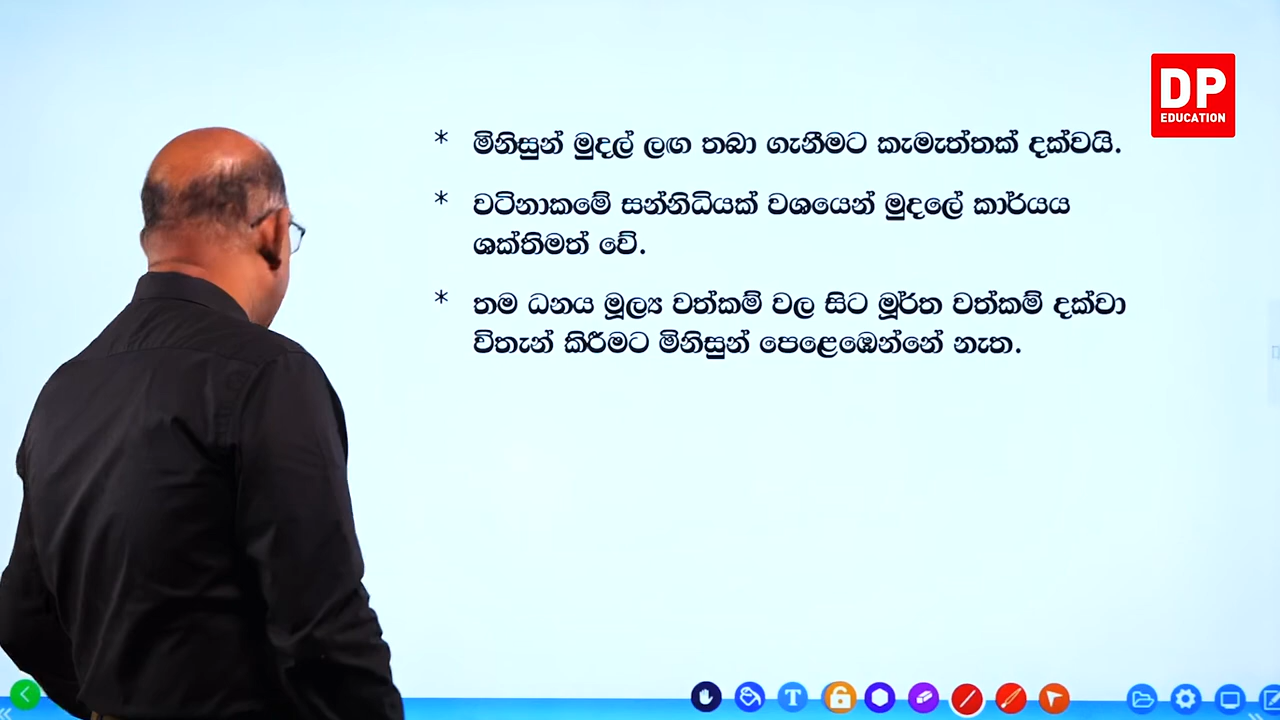 DP
EDUCATION
* මිනිසුන් මුදල් ලඟ තබා ගැනීමට කැමැත්තක් දක්වයි.
* වටිනාකමේ සන්නිධියක් වශයෙන් මුදලේ කාර්යය
ශක්තිමත් වේ.
* තම ධනය මූල්‍ය වත්කම් වල සිට මූර්ත වත්කම් දක්වා
විතැන් කිරීමට මිනිසුන් පෙළෙඹෙන්නේ නැත.
T